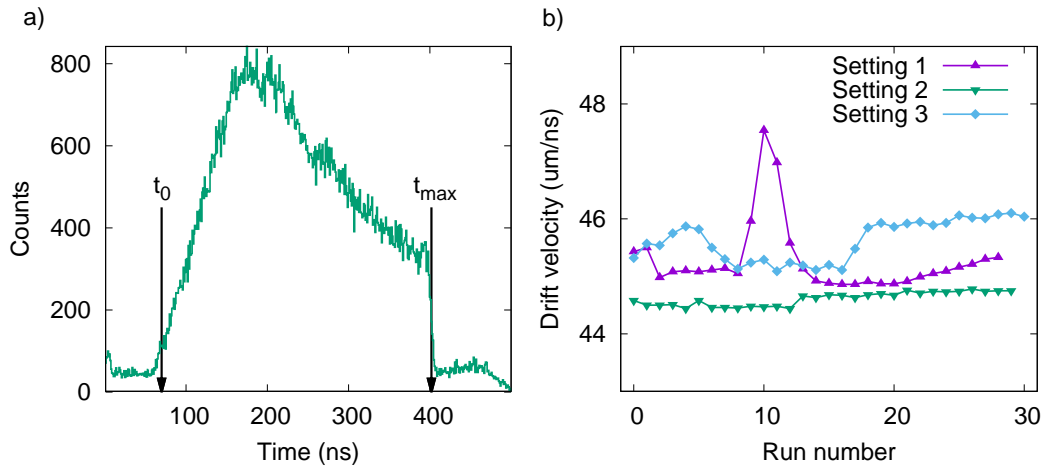 a)
Counts
800
600
400
200
0
t0
tmax
100
200
300
400
Time (ns)
b)
Drift velocity (um/ns)
48
46
44
Setting 1
Setting 2
Setting 3
0
10
20
30
Run number